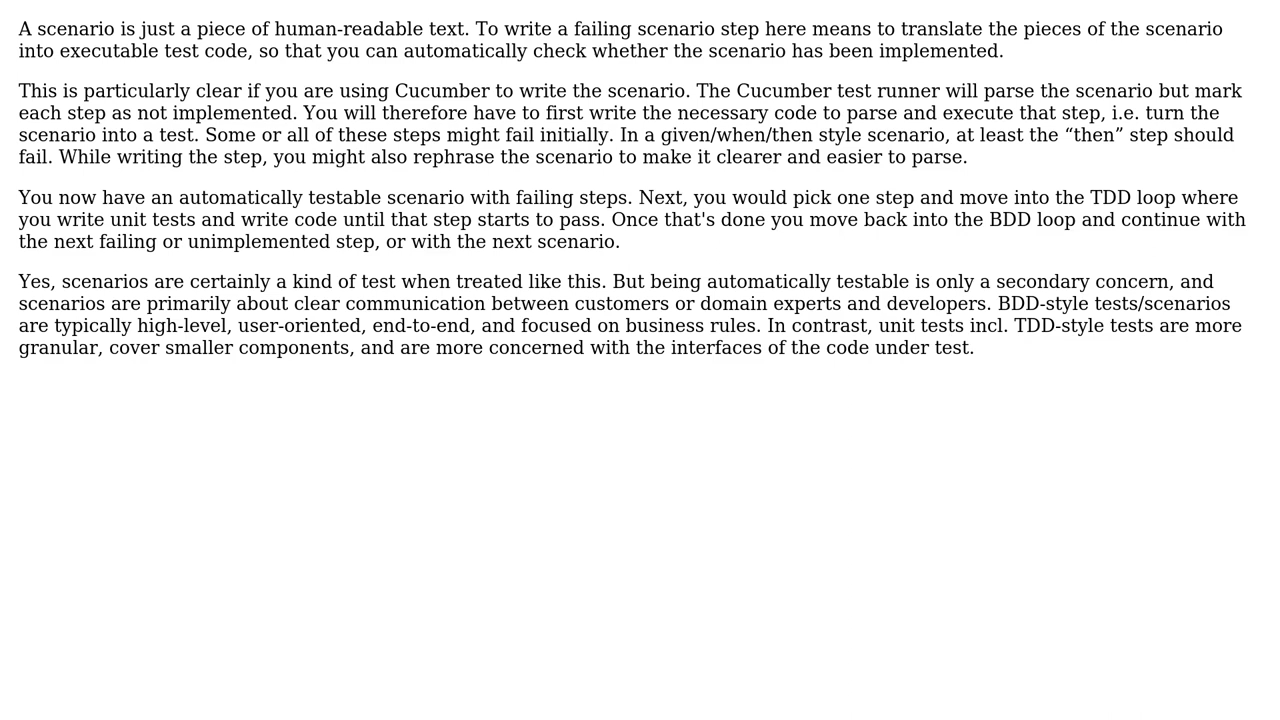 A scenario is just a piece of human-readable text. To write a failing scenario step here means to translate the pieces of the scenario
into executable test code, so that you can automatically check whether the scenario has been implemented.
This is particularly clear if you are using Cucumber to write the scenario. The Cucumber test runner will parse the scenario but mark
each step as not implemented. You will therefore have to first write the necessary code to parse and execute that step, i.e. turn the
scenario into a test. Some or all of these steps might fail initially. In a given/when/then style scenario, at least the “then” step should
fail. While writing the step, you might also rephrase the scenario to make it clearer and easier to parse.
You now have an automatically testable scenario with failing steps. Next, you would pick one step and move into the TDD loop where
you write unit tests and write code until that step starts to pass. Once that's done you move back into the BDD loop and continue with
the next failing or unimplemented step, or with the next scenario.
Yes, scenarios are certainly a kind of test when treated like this. But being automatically testable is only a secondary concern, and
scenarios are primarily about clear communication between customers or domain experts and developers. BDD-style tests/scenarios
are typically high-level, user-oriented, end-to-end, and focused on business rules. In contrast, unit tests incl. TDD-style tests are more
granular, cover smaller components, and are more concerned with the interfaces of the code under test.